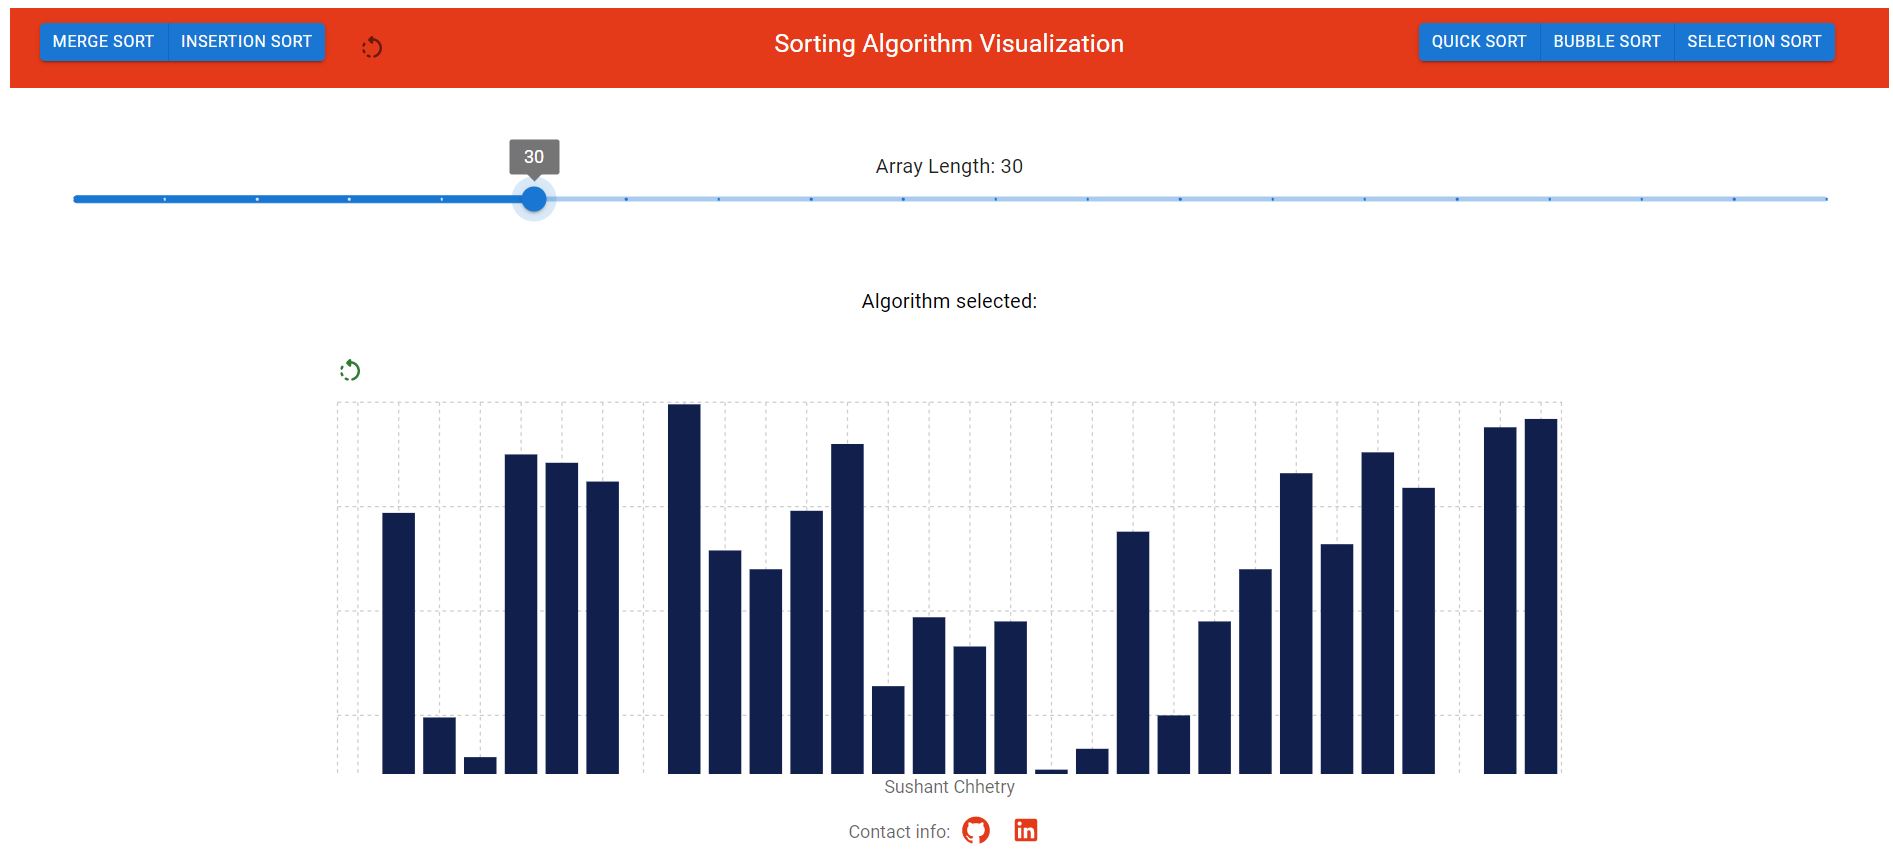 MERGE SORT INSERTION SORT Sorting Algorithm Visualization QUICK SORT BUBBLE SORT SELECTION SORT
30
Array Length: 30
Algorithm selected:
Sushant Chhetry
Contact info: